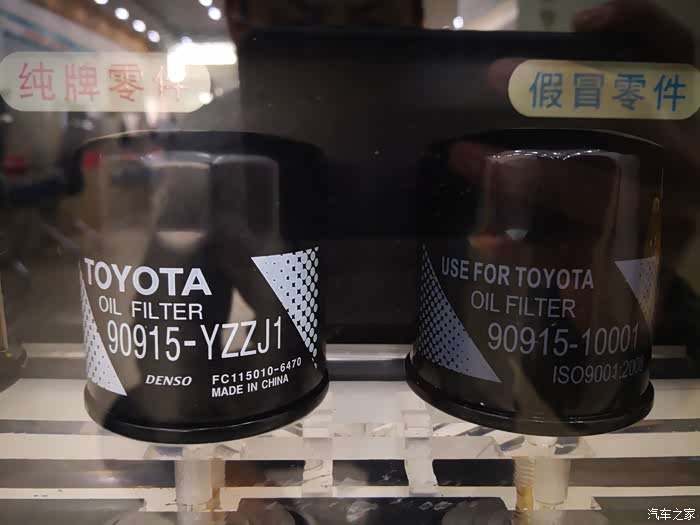 纯牌零件
假冒零件
TOYOTA
OIL FILTER
90915-YZZJ1
DENSO
FC115010-6470
MADE IN CHINA
USE FOR TOYOTA
OIL FILTER
90915-10001
ISO9001:2008
汽车之家